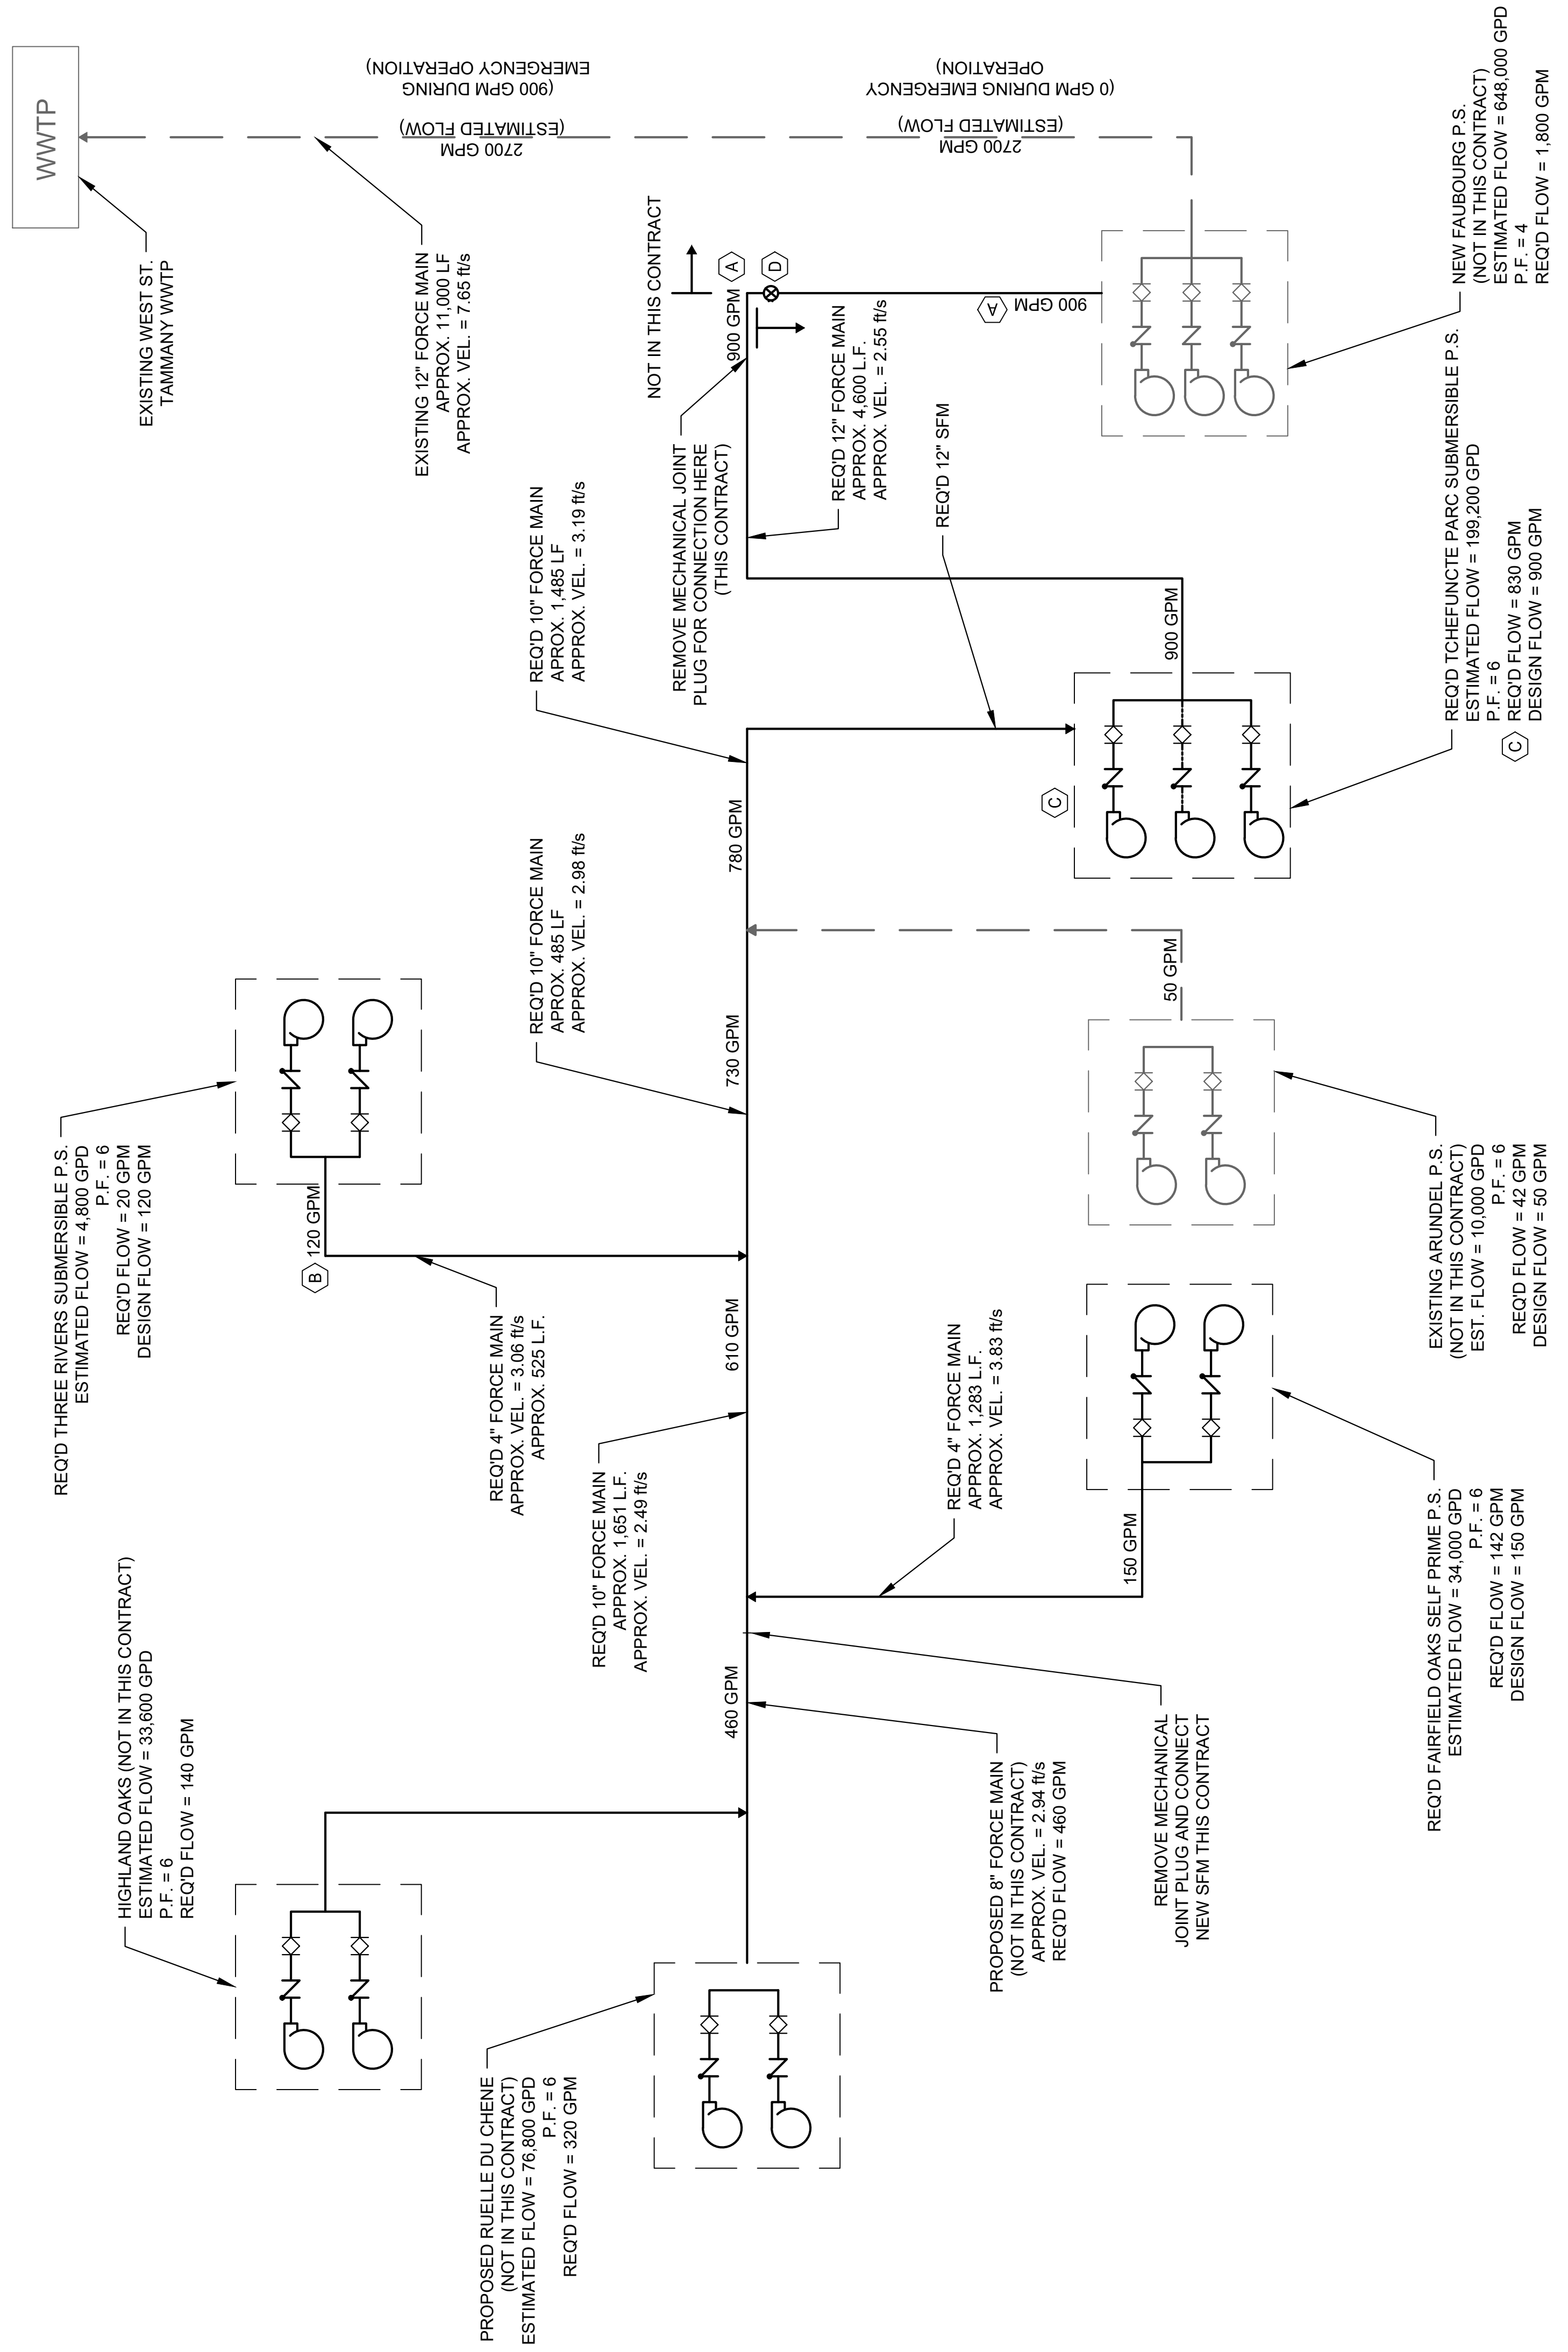 PROPOSED RUELLE DU CHENE
(NOT IN THIS CONTRACT)
ESTIMATED FLOW = 76,800 GPD
P.F. = 6
REQ'D FLOW = 320 GPM
HIGHLAND OAKS (NOT IN THIS CONTRACT)
ESTIMATED FLOW = 33,600 GPD
P.F. = 6
REQ'D FLOW = 140 GPM
460 GPM
PROPOSED 8" FORCE MAIN
(NOT IN THIS CONTRACT)
APPROX. VEL. = 2.94 ft/s
REQ'D FLOW = 460 GPM
REMOVE MECHANICAL
JOINT PLUG AND CONNECT
NEW SFM THIS CONTRACT
REQ'D FAIRFIELD OAKS SELF PRIME P.S.
ESTIMATED FLOW = 34,000 GPD
P.F. = 6
REQ'D FLOW = 142 GPM
DESIGN FLOW = 150 GPM
150 GPM
REQ'D 4" FORCE MAIN
APPROX. 1,283 L.F.
APPROX. VEL. = 3.83 ft/s
REQ'D 10" FORCE MAIN
APPROX. 1,651 L.F.
APPROX. VEL. = 2.49 ft/s
610 GPM
REQ'D THREE RIVERS SUBMERSIBLE P.S.
ESTIMATED FLOW = 4,800 GPD
P.F. = 6
REQ'D FLOW = 20 GPM
DESIGN FLOW = 120 GPM
B
120 GPM
REQ'D 4" FORCE MAIN
APPROX. VEL. = 3.06 ft/s
APPROX. 525 L.F.
730 GPM
REQ'D 10" FORCE MAIN
APROX. 485 LF
APPROX. VEL. = 2.98 ft/s
EXISTING ARUNDEL P.S.
(NOT IN THIS CONTRACT)
EST. FLOW = 10,000 GPD
P.F. = 6
REQ'D FLOW = 42 GPM
DESIGN FLOW = 50 GPM
50 GPM
780 GPM
REQ'D 10" FORCE MAIN
APROX. 1,485 LF
APPROX. VEL. = 3.19 ft/s
C
REQ'D 12" SFM
REQ'D TCHEFUNCTE PARC SUBMERSIBLE P.S.
ESTIMATED FLOW = 199,200 GPD
P.F. = 6
C
REQ'D FLOW = 830 GPM
DESIGN FLOW = 900 GPM
900 GPM
REQ'D 12" FORCE MAIN
APPROX. 4,600 L.F.
APPROX. VEL. = 2.55 ft/s
REMOVE MECHANICAL JOINT
PLUG FOR CONNECTION HERE
(THIS CONTRACT)
NOT IN THIS CONTRACT
900 GPM
A
D
A
900 GPM
NEW FAUBOURG P.S.
(NOT IN THIS CONTRACT)
ESTIMATED FLOW = 648,000 GPD
P.F. = 4
REQ'D FLOW = 1,800 GPM
2700 GPM
(ESTIMATED FLOW)
(0 GPM DURING EMERGENCY
OPERATION)
2700 GPM
(ESTIMATED FLOW)
(900 GPM DURING
EMERGENCY OPERATION)
EXISTING 12" FORCE MAIN
APPROX. 11,000 LF
APPROX. VEL. = 7.65 ft/s
EXISTING WEST ST.
TAMMANY WWTP
WWTP